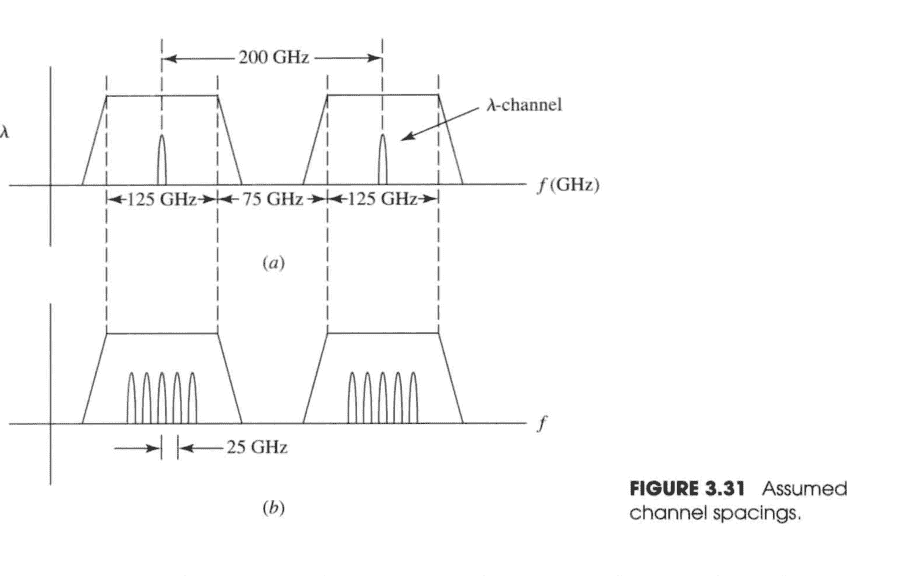 200 GHz
λ-channel
λ
f (GHz)
125 GHz 75 GHz 125 GHz
(a)
f
25 GHz
(b)
FIGURE 3.31 Assumed
channel spacings.